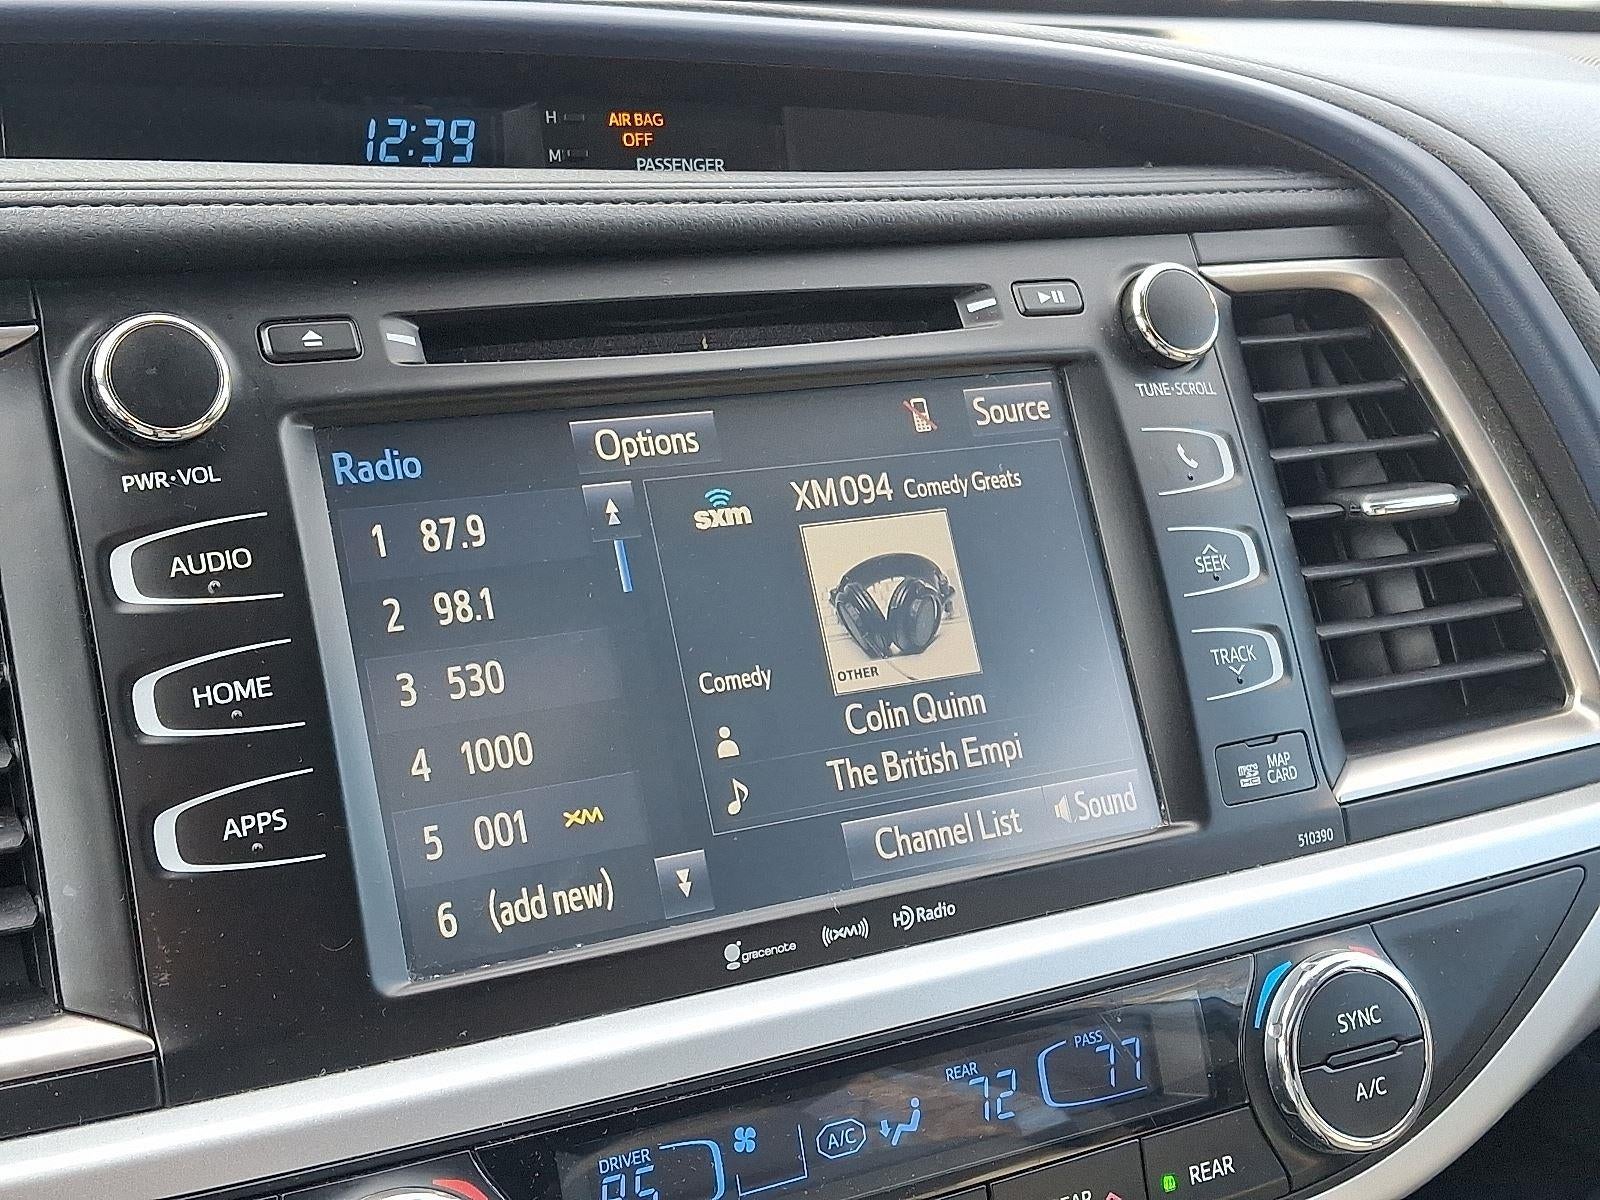 12:39
H
AIR BAG
OFF
M
PASSENGER
PWR•VOL
TUNE•SCROLL
Radio
Options
Source
1 87.9
2 98.1
3 530
4 1000
5 001 XM
6 (add new)
sxm
XM094 Comedy Greats
OTHER
Comedy
Colin Quinn
The British Empi
Channel List
Sound
AUDIO
HOME
APPS
SEEK
TRACK
micro SD HC
MAP
CARD
510390
gracenote
((XM))
HD Radio
SYNC
A/C
DRIVER
A/C
REAR
72
PASS
77
REAR